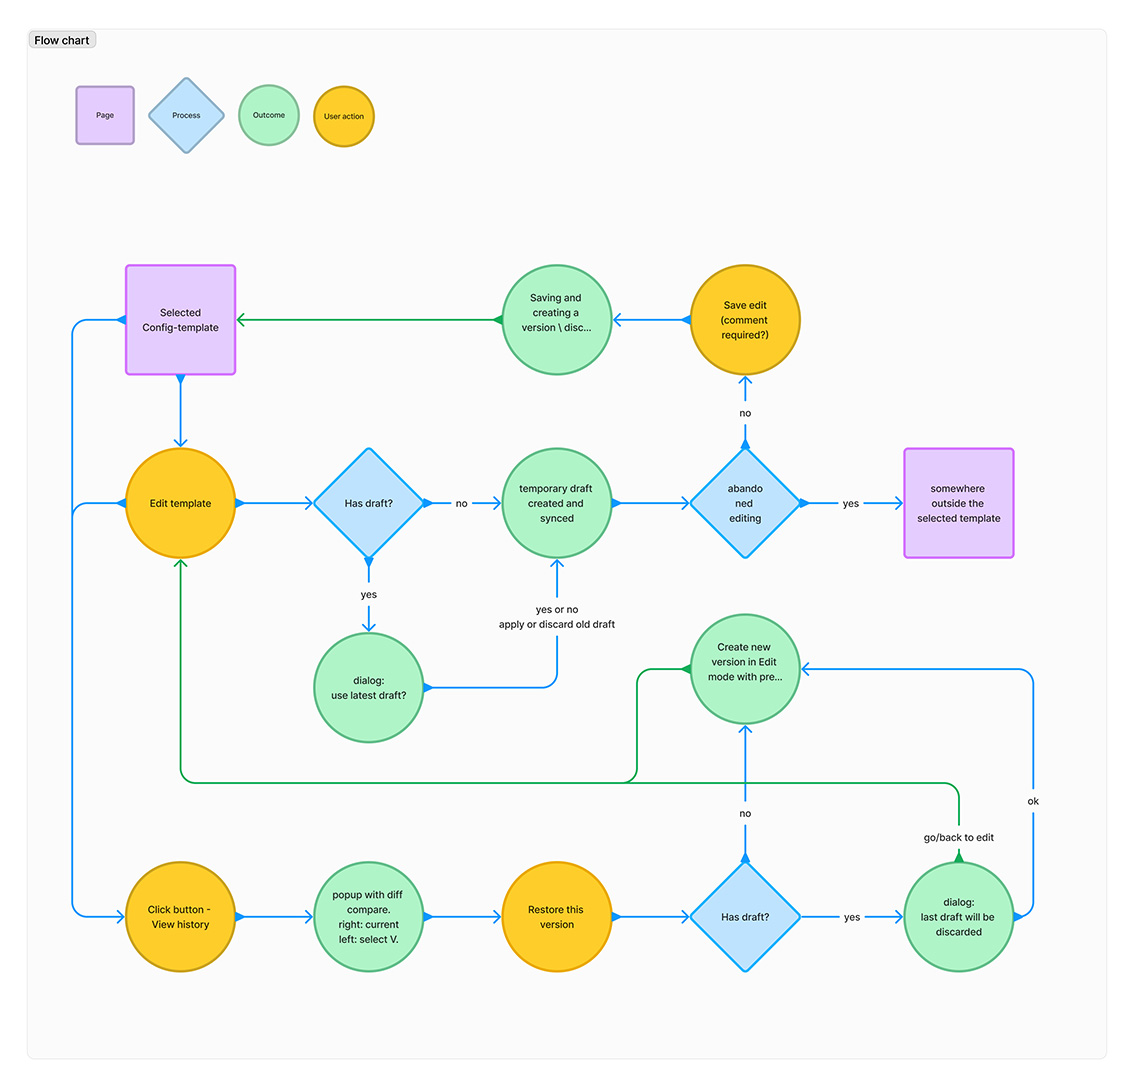 Flow chart
Page
Process
Outcome
User action
Selected
Config-template
Saving and
creating a
version \ disc...
Save edit
(comment
required?)
no
Edit template
Has draft?
no
temporary draft
created and
synced
abando
ned
editing
yes
somewhere
outside the
selected template
yes
yes or no
apply or discard old draft
dialog:
use latest draft?
Create new
version in Edit
mode with pre...
ok
no
go/back to edit
Click button -
View history
popup with diff
compare.
right: current
left: select V.
Restore this
version
Has draft?
yes
dialog:
last draft will be
discarded